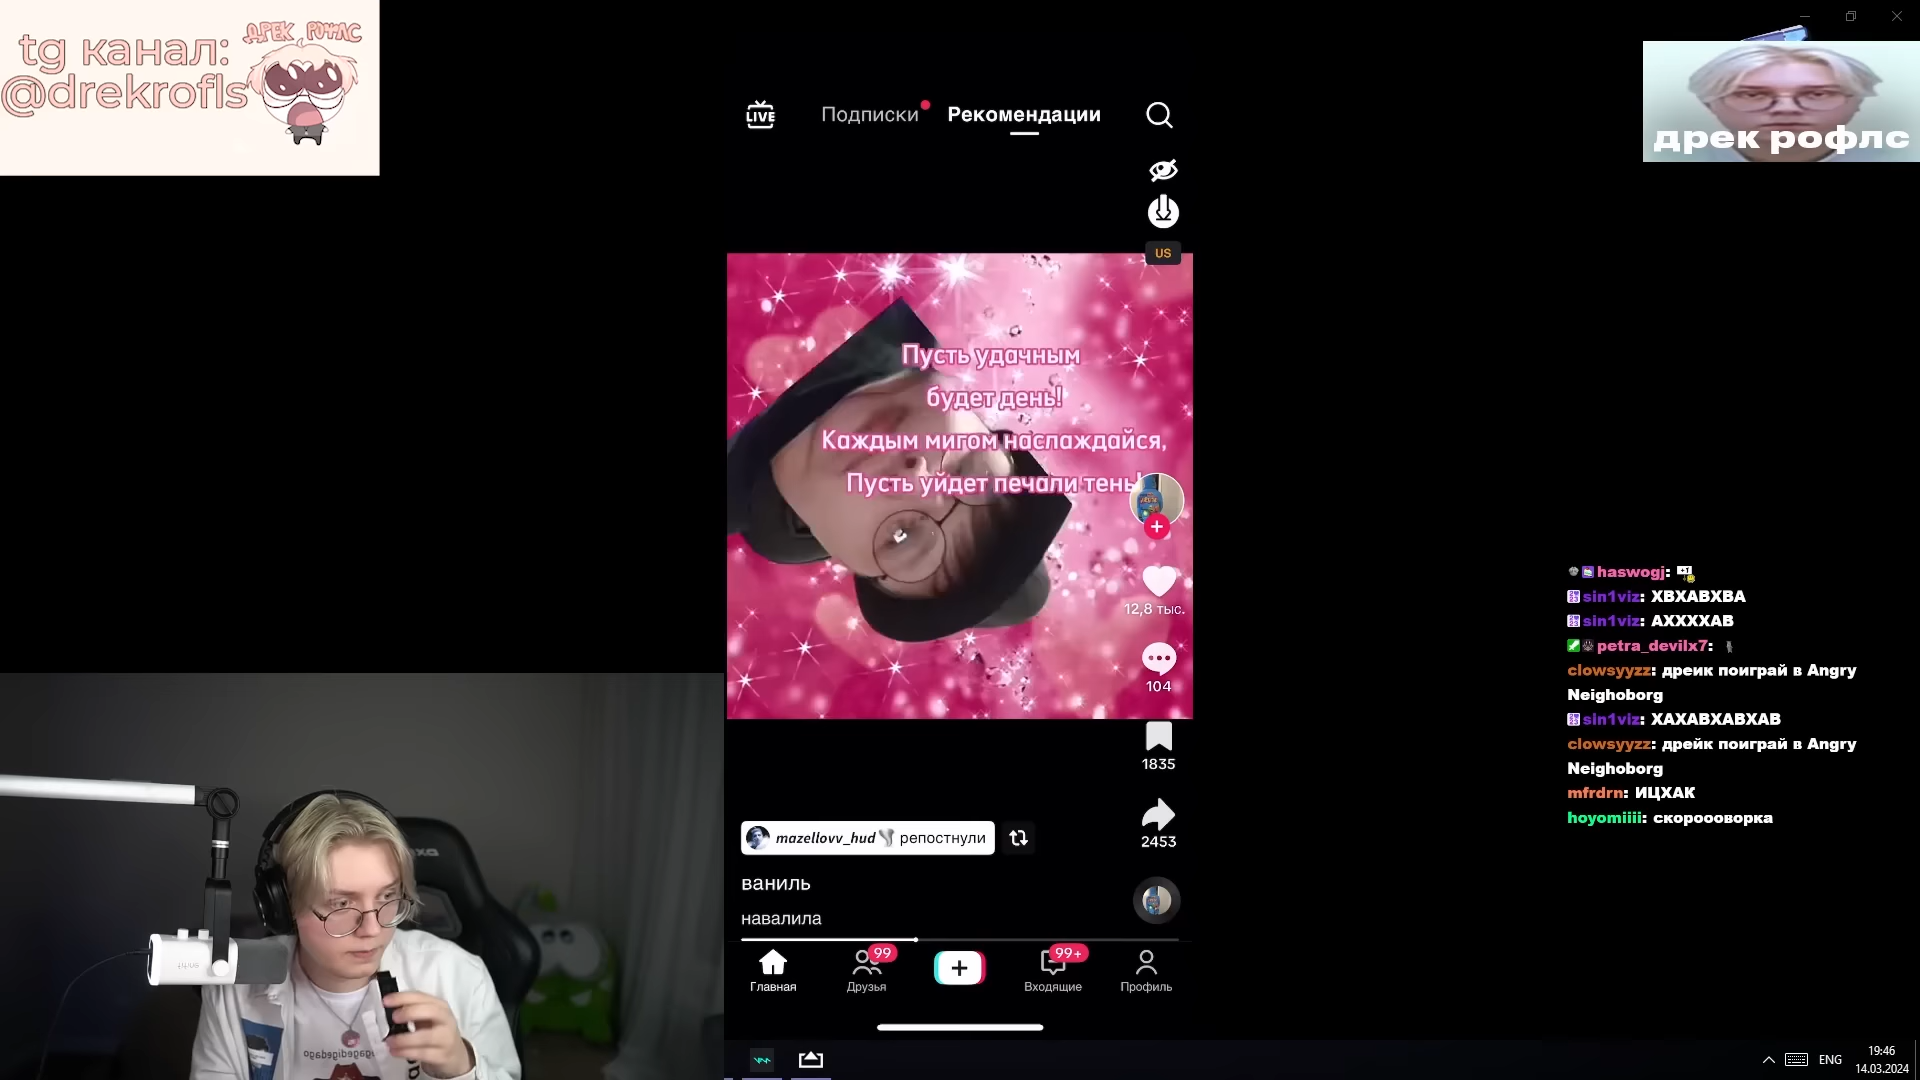 tg канал:
@drekrofls
ДРЕК РОФЛС
LIVE
Подписки
Рекомендации
дрек рофлс
US
Пусть удачным
будет день!
Каждым мигом наслаждайся,
Пусть уйдет печали тень
12,8 тыс.
104
1835
2453
mazellovv_hud репостнули
ваниль
навалила
99
99+
Главная
Друзья
Входящие
Профиль
haswogj:
sin1viz: ХВХАВХВА
sin1viz: АХХХХАВ
petra_devilx7:
clowsyyzz: дреик поиграй в Angry
Neighoborg
sin1viz: ХАХАВХАВХАВ
clowsyyzz: дрейк поиграй в Angry
Neighoborg
mfrdrn: ИЦХАК
hoyomiiii: скороооворка
fifine
ENG
19:46
14.03.2024